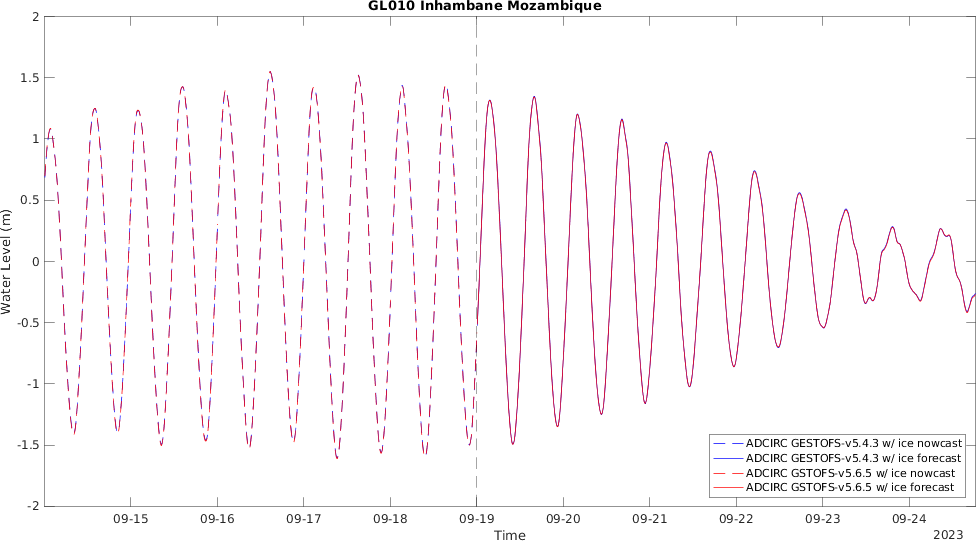 GL010 Inhambane Mozambique
Water Level (m)
2
1.5
1
0.5
0
-0.5
-1
-1.5
-2
ADCIRC GESTOFS-v5.4.3 w/ ice nowcast
ADCIRC GESTOFS-v5.4.3 w/ ice forecast
ADCIRC GSTOFS-v5.6.5 w/ ice nowcast
ADCIRC GSTOFS-v5.6.5 w/ ice forecast
09-15 09-16 09-17 09-18 09-19 09-20 09-21 09-22 09-23 09-24
Time
2023